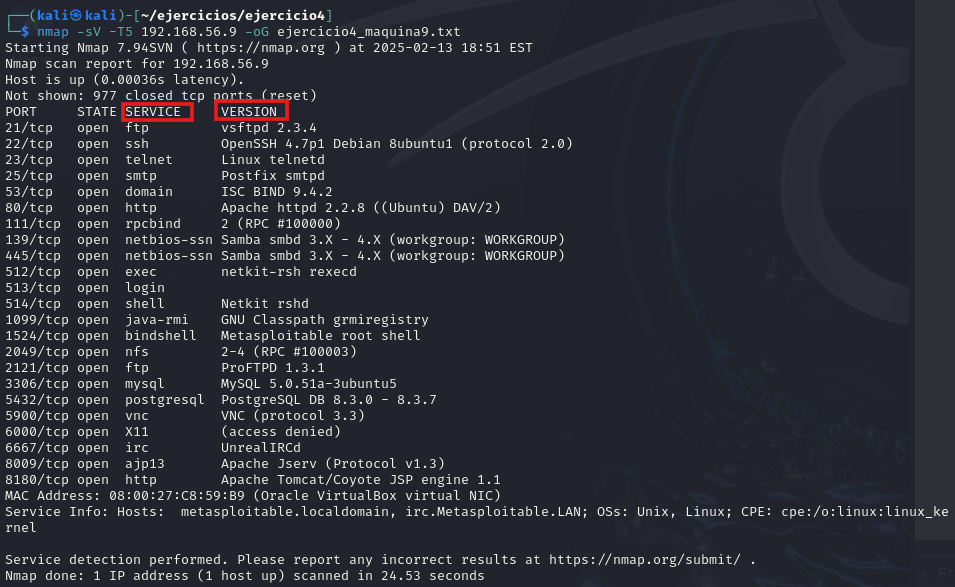 ┌──(kali㉿kali)-[~/ejercicios/ejercicio4]
└─$ nmap -sV -T5 192.168.56.9 -oG ejercicio4_maquina9.txt
Starting Nmap 7.94SVN ( https://nmap.org ) at 2025-02-13 18:51 EST
Nmap scan report for 192.168.56.9
Host is up (0.00036s latency).
Not shown: 977 closed tcp ports (reset)
PORT     STATE SERVICE     VERSION
21/tcp   open  ftp         vsftpd 2.3.4
22/tcp   open  ssh         OpenSSH 4.7p1 Debian 8ubuntu1 (protocol 2.0)
23/tcp   open  telnet      Linux telnetd
25/tcp   open  smtp        Postfix smtpd
53/tcp   open  domain      ISC BIND 9.4.2
80/tcp   open  http        Apache httpd 2.2.8 ((Ubuntu) DAV/2)
111/tcp  open  rpcbind     2 (RPC #100000)
139/tcp  open  netbios-ssn Samba smbd 3.X - 4.X (workgroup: WORKGROUP)
445/tcp  open  netbios-ssn Samba smbd 3.X - 4.X (workgroup: WORKGROUP)
512/tcp  open  exec        netkit-rsh rexecd
513/tcp  open  login
514/tcp  open  shell       Netkit rshd
1099/tcp open  java-rmi    GNU Classpath grmiregistry
1524/tcp open  bindshell   Metasploitable root shell
2049/tcp open  nfs         2-4 (RPC #100003)
2121/tcp open  ftp         ProFTPD 1.3.1
3306/tcp open  mysql       MySQL 5.0.51a-3ubuntu5
5432/tcp open  postgresql  PostgreSQL DB 8.3.0 - 8.3.7
5900/tcp open  vnc         VNC (protocol 3.3)
6000/tcp open  X11         (access denied)
6667/tcp open  irc         UnrealIRCd
8009/tcp open  ajp13       Apache Jserv (Protocol v1.3)
8180/tcp open  http        Apache Tomcat/Coyote JSP engine 1.1
MAC Address: 08:00:27:C8:59:B9 (Oracle VirtualBox virtual NIC)
Service Info: Hosts:  metasploitable.localdomain, irc.Metasploitable.LAN; OSs: Unix, Linux; CPE: cpe:/o:linux:linux_ke
rnel

Service detection performed. Please report any incorrect results at https://nmap.org/submit/ .
Nmap done: 1 IP address (1 host up) scanned in 24.53 seconds